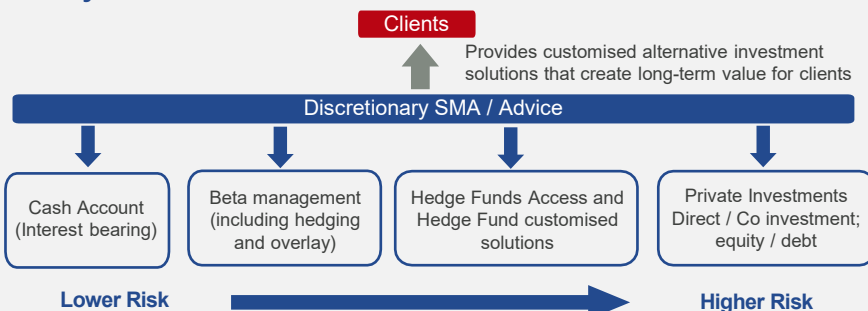 Clients
Provides customised alternative investment
solutions that create long-term value for clients
Discretionary SMA / Advice
Cash Account
(Interest bearing)
Beta management
(including hedging
and overlay)
Hedge Funds Access and
Hedge Fund customised
solutions
Private Investments
Direct / Co investment;
equity / debt
Lower Risk
Higher Risk